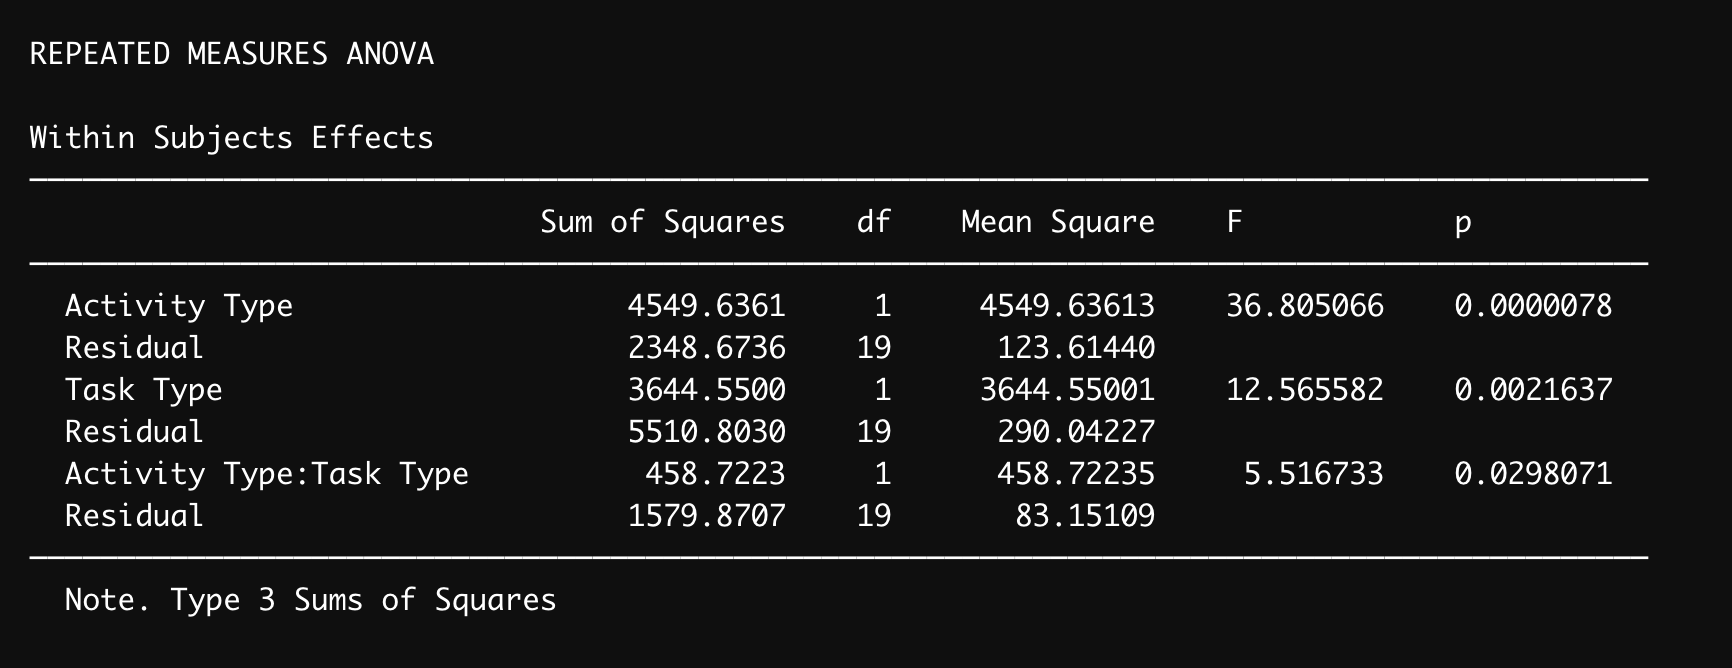 REPEATED MEASURES ANOVA
Within Subjects Effects
Sum of Squares df Mean Square F p
Activity Type 4549.6361 1 4549.63613 36.805066 0.0000078
Residual 2348.6736 19 123.61440
Task Type 3644.5500 1 3644.55001 12.565582 0.0021637
Residual 5510.8030 19 290.04227
Activity Type:Task Type 458.7223 1 458.72235 5.516733 0.0298071
Residual 1579.8707 19 83.15109
Note. Type 3 Sums of Squares